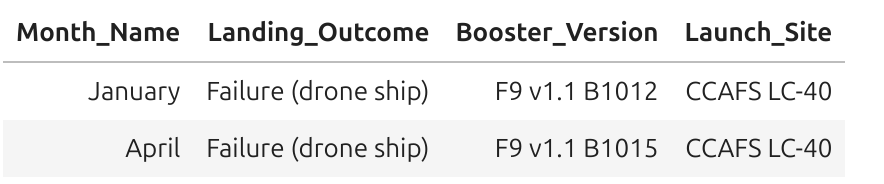 Month_Name Landing_Outcome Booster_Version Launch_Site
January Failure (drone ship) F9 v1.1 B1012 CCAFS LC-40
April Failure (drone ship) F9 v1.1 B1015 CCAFS LC-40